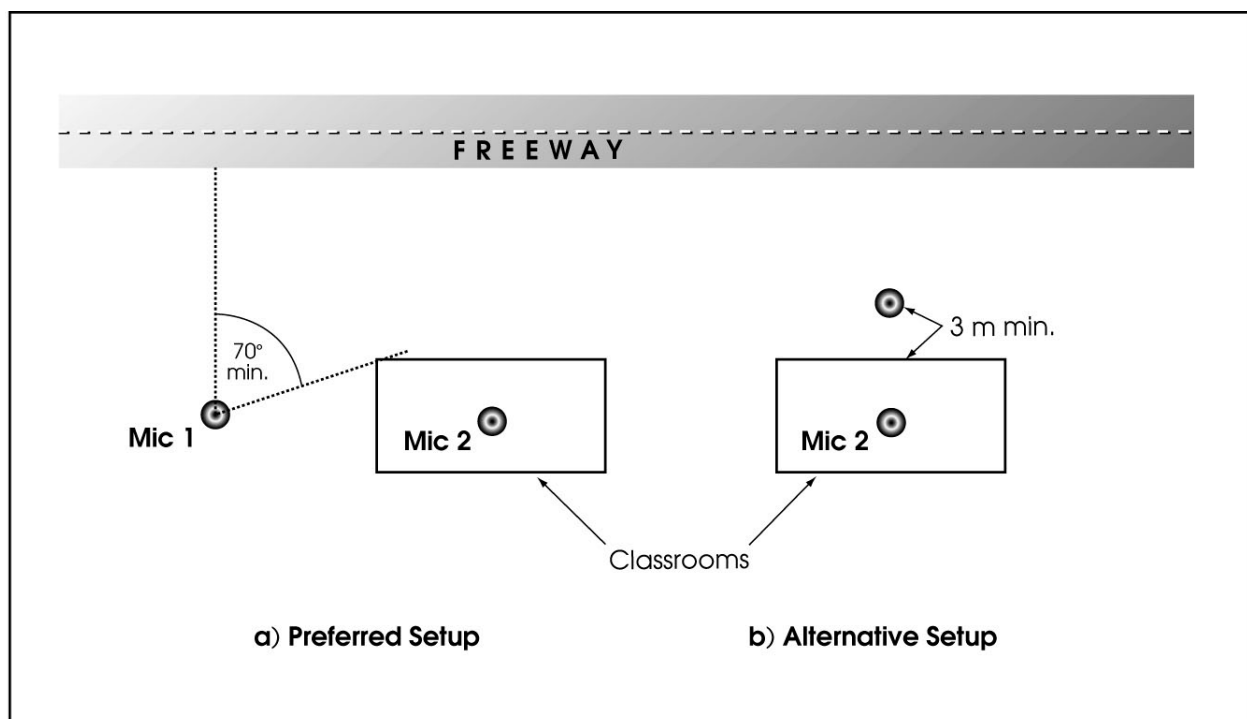 FREEWAY
70°
min.
Mic 1
Mic 2
3 m min.
Mic 2
Classrooms
a) Preferred Setup
b) Alternative Setup